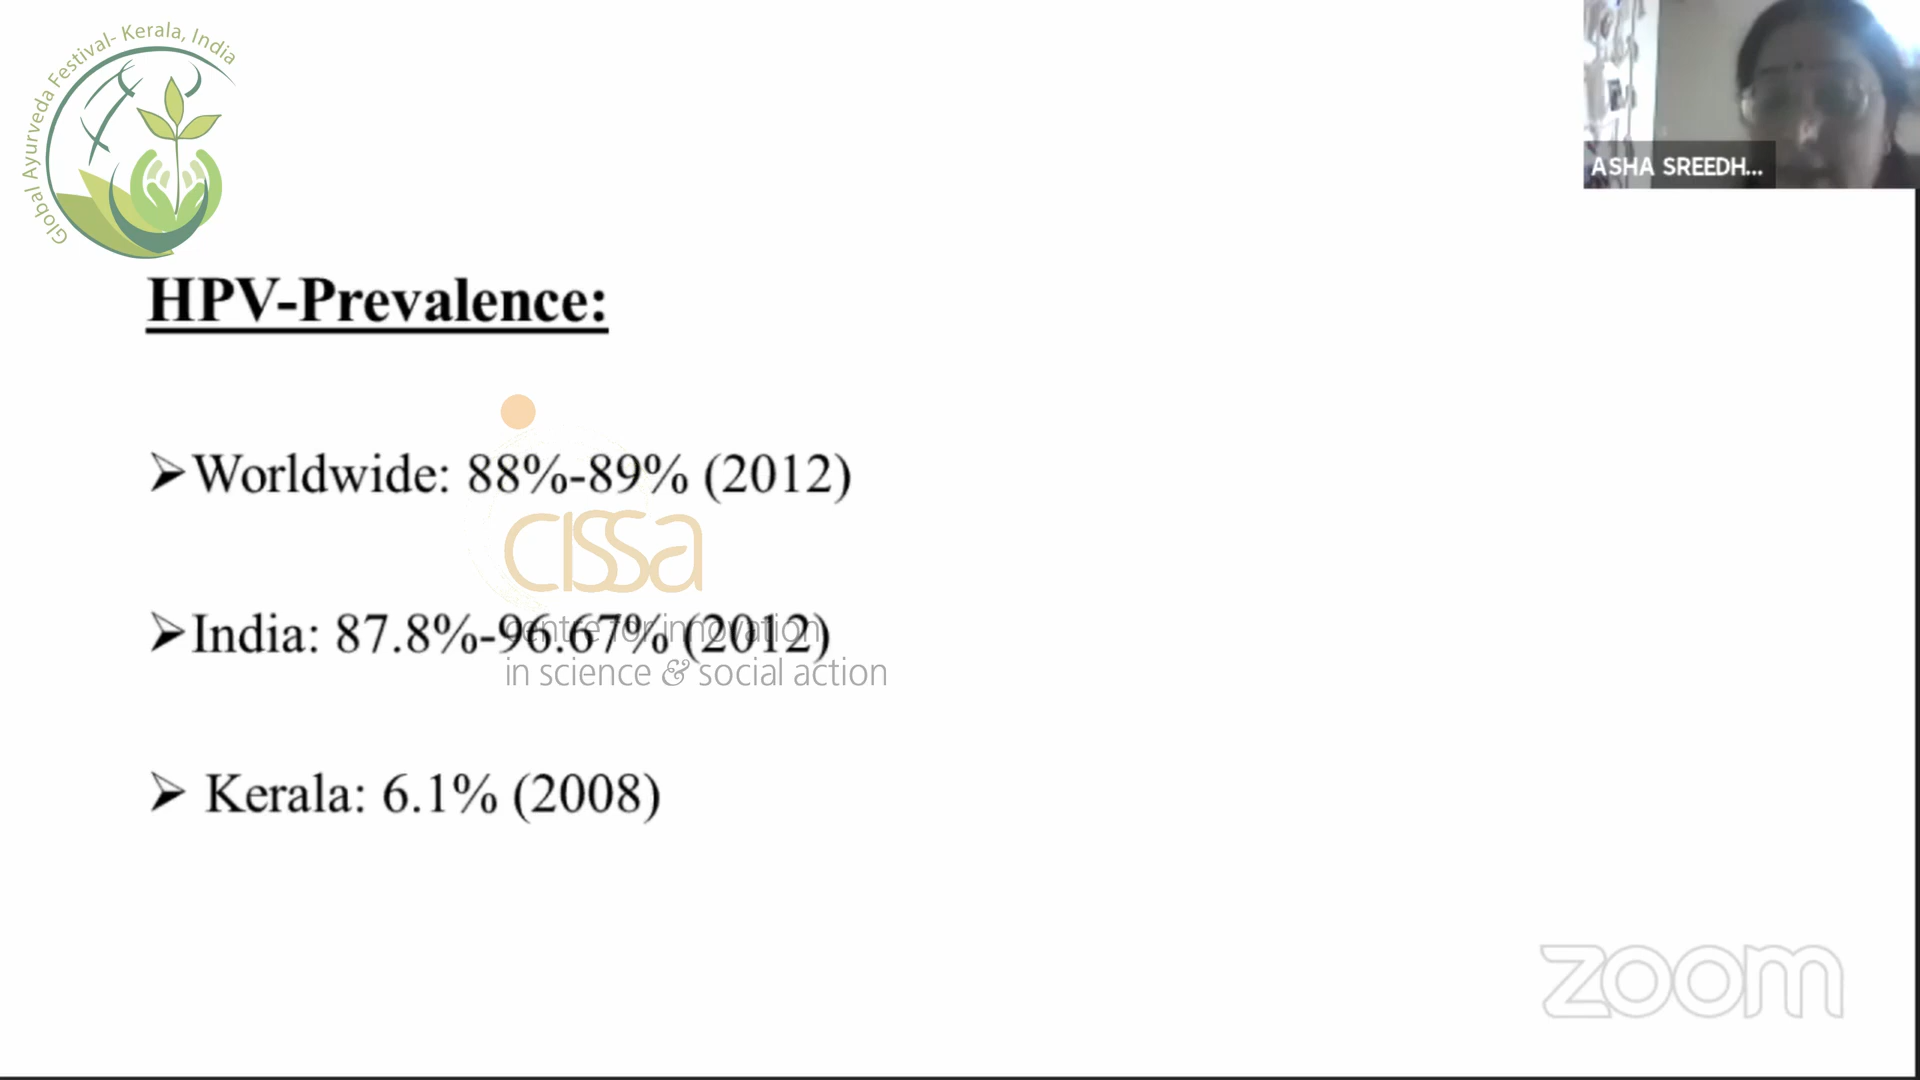 Global Ayurveda Festival- Kerala, India
ASHA SREEDH...
HPV-Prevalence:
➢Worldwide: 88%-89% (2012)
cissa
➢India: 87.8%-96.67% (2012)
centre for innovation
in science & social action
➢ Kerala: 6.1% (2008)
zoom